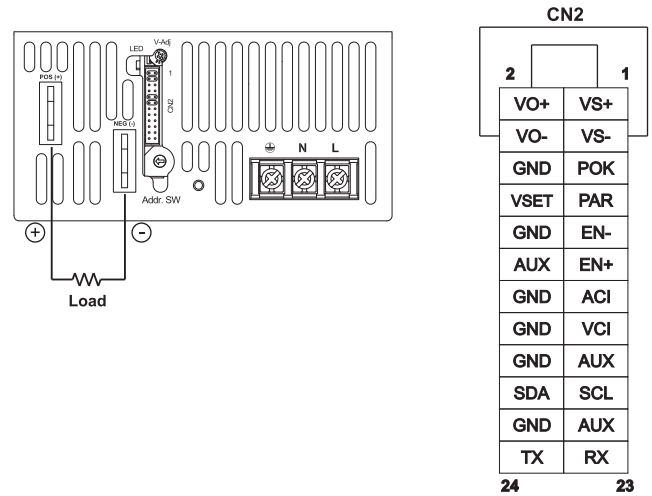 LED
V-Adj
POS (+)
1
CN2
NEG (-)
N L
Addr. SW
+ -
Load
CN2
2 1
VO+ VS+
VO- VS-
GND POK
VSET PAR
GND EN-
AUX EN+
GND ACI
GND VCI
GND AUX
SDA SCL
GND AUX
TX RX
24 23